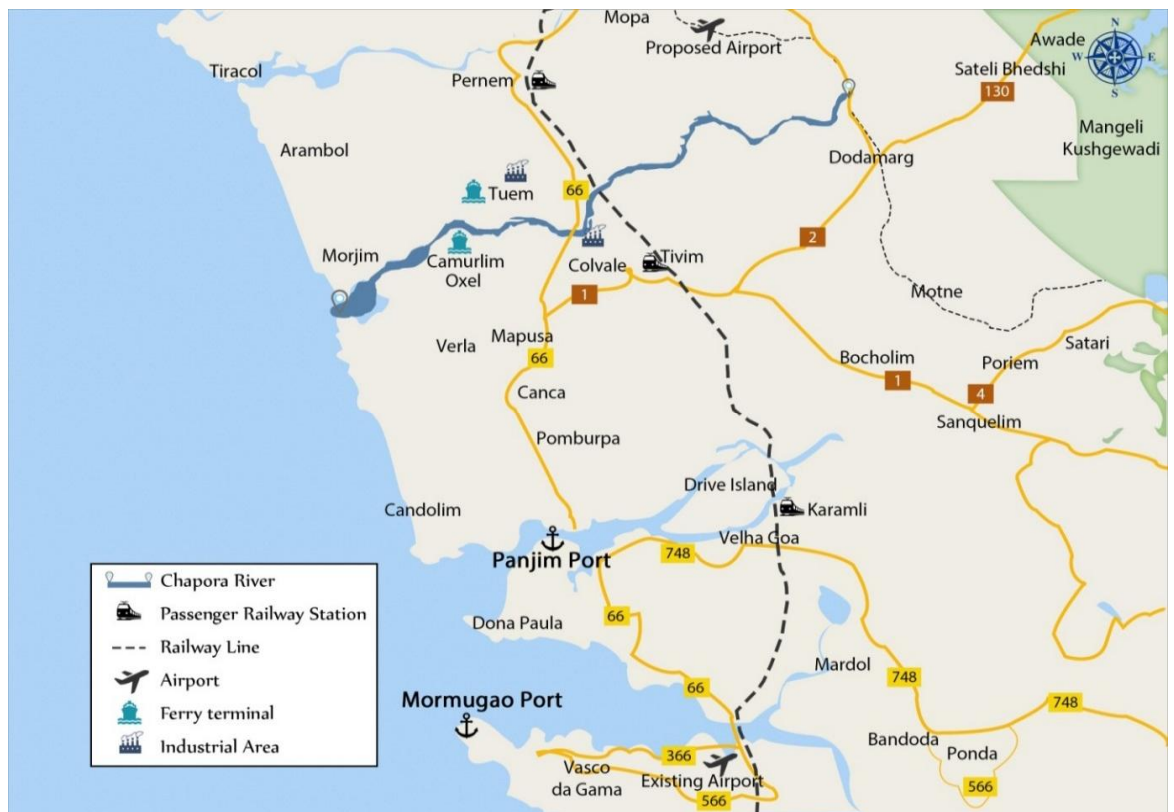 Mopa
Proposed Airport
Awade
N
W
E
S
Tiracol
Pernem
Sateli Bhedshi
130
Mangeli
Kushgewadi
Arambol
Dodamarg
Tuem
66
2
Morjim
Camurlim
Oxel
Colvale
Tivim
1
Motne
Verla
Mapusa
66
Bocholim
Satari
Poriem
1
4
Canca
Sanquelim
Pomburpa
Drive Island
Candolim
Karamli
Velha Goa
Panjim Port
748
66
Dona Paula
Mardol
748
66
Mormugao Port
748
Bandoda
Ponda
566
366
Vasco
da Gama
Existing Airport
566
Chapora River
Passenger Railway Station
Railway Line
Airport
Ferry terminal
Industrial Area